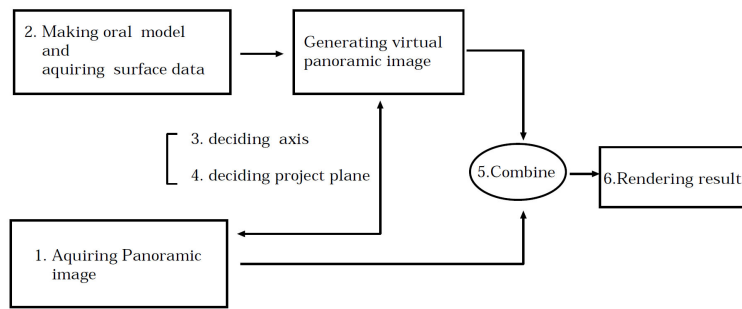 2. Making oral model
and
aquiring surface data
Generating virtual
panoramic image
3. deciding axis
4. deciding project plane
5.Combine
6.Rendering result
1. Aquiring Panoramic
image